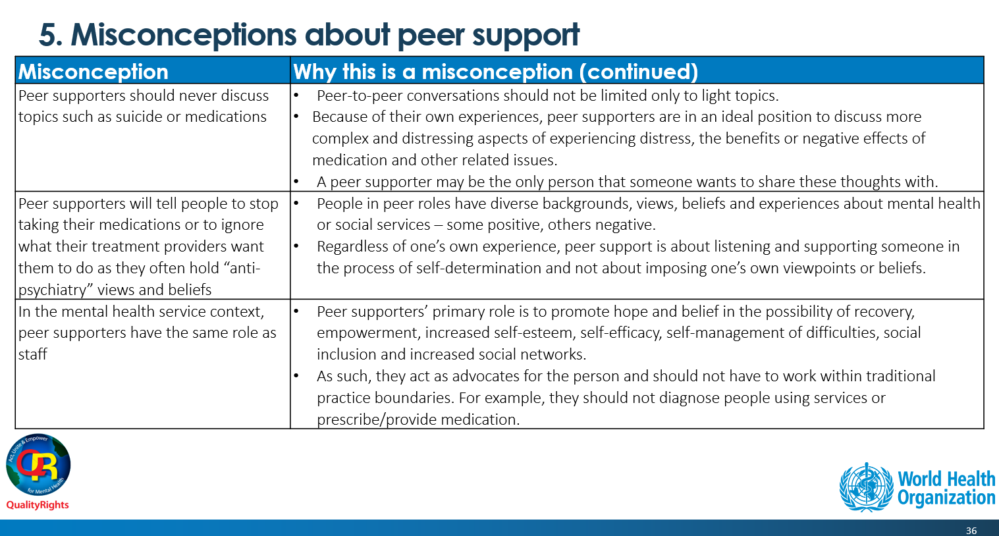 5. Misconceptions about peer support
Misconception
Why this is a misconception (continued)
Peer supporters should never discuss
topics such as suicide or medications
• Peer-to-peer conversations should not be limited only to light topics.
• Because of their own experiences, peer supporters are in an ideal position to discuss more
complex and distressing aspects of experiencing distress, the benefits or negative effects of
medication and other related issues.
• A peer supporter may be the only person that someone wants to share these thoughts with.
Peer supporters will tell people to stop
taking their medications or to ignore
what their treatment providers want
them to do as they often hold “anti-
psychiatry” views and beliefs
• People in peer roles have diverse backgrounds, views, beliefs and experiences about mental health
or social services – some positive, others negative.
• Regardless of one’s own experience, peer support is about listening and supporting someone in
the process of self-determination and not about imposing one’s own viewpoints or beliefs.
In the mental health service context,
peer supporters have the same role as
staff
• Peer supporters’ primary role is to promote hope and belief in the possibility of recovery,
empowerment, increased self-esteem, self-efficacy, self-management of difficulties, social
inclusion and increased social networks.
• As such, they act as advocates for the person and should not have to work within traditional
practice boundaries. For example, they should not diagnose people using services or
prescribe/provide medication.
Act, Unite & Empower
QR
for Mental Health
QualityRights
World Health
Organization
36